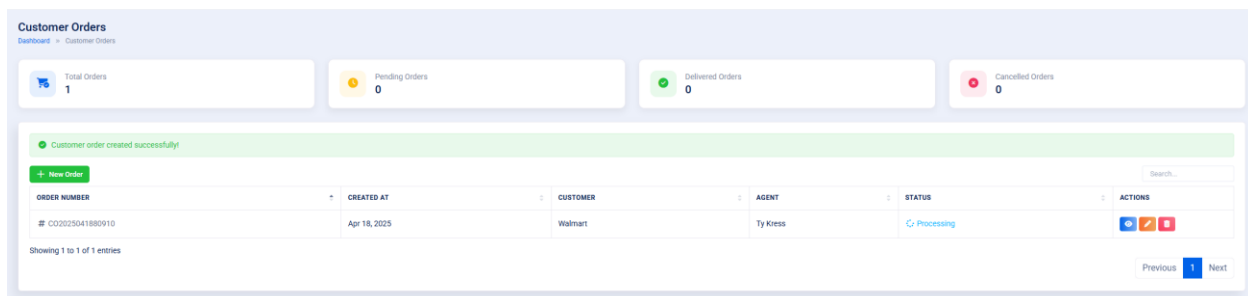 Customer Orders
Dashboard » Customer Orders
Total Orders
1
Pending Orders
0
Delivered Orders
0
Cancelled Orders
0
Customer order created successfully!
+ New Order
Search...
ORDER NUMBER CREATED AT CUSTOMER AGENT STATUS ACTIONS
# CO2025041880910 Apr 18, 2025 Walmart Ty Kress Processing
Showing 1 to 1 of 1 entries
Previous 1 Next